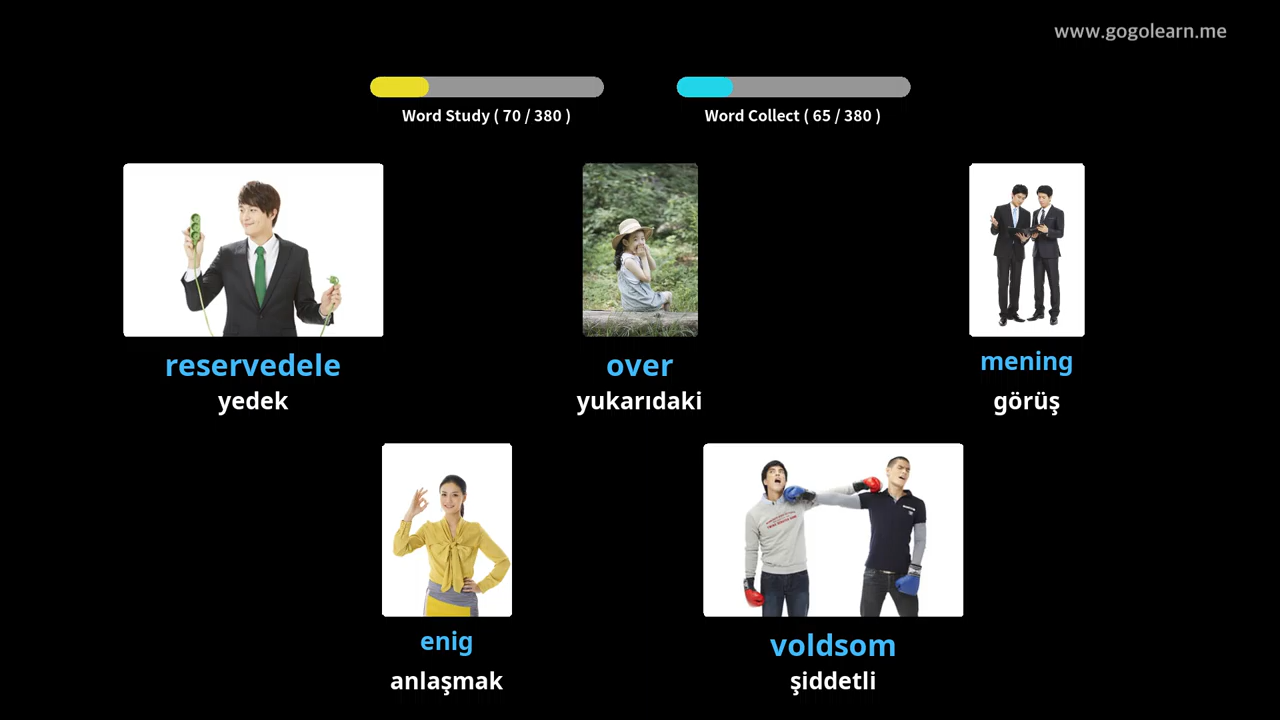 www.gogolearn.me
Word Study ( 70 / 380 )
Word Collect ( 65 / 380 )
reservedele
yedek
over
yukarıdaki
mening
görüş
enig
anlaşmak
voldsom
şiddetli